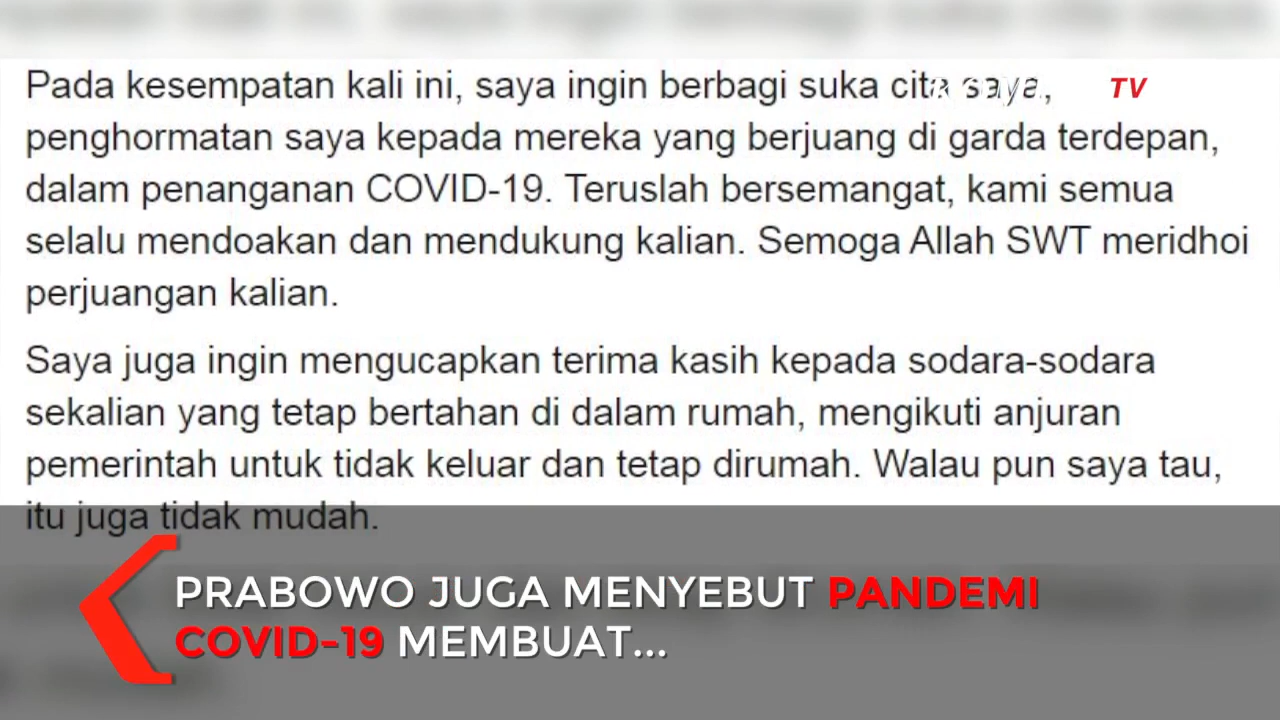 Pada kesempatan kali ini, saya ingin berbagi suka cita saya,
TV
penghormatan saya kepada mereka yang berjuang di garda terdepan,
dalam penanganan COVID-19. Teruslah bersemangat, kami semua
selalu mendoakan dan mendukung kalian. Semoga Allah SWT meridhoi
perjuangan kalian.
Saya juga ingin mengucapkan terima kasih kepada sodara-sodara
sekalian yang tetap bertahan di dalam rumah, mengikuti anjuran
pemerintah untuk tidak keluar dan tetap dirumah. Walau pun saya tau,
itu juga tidak mudah.
PRABOWO JUGA MENYEBUT PANDEMI
COVID-19 MEMBUAT...